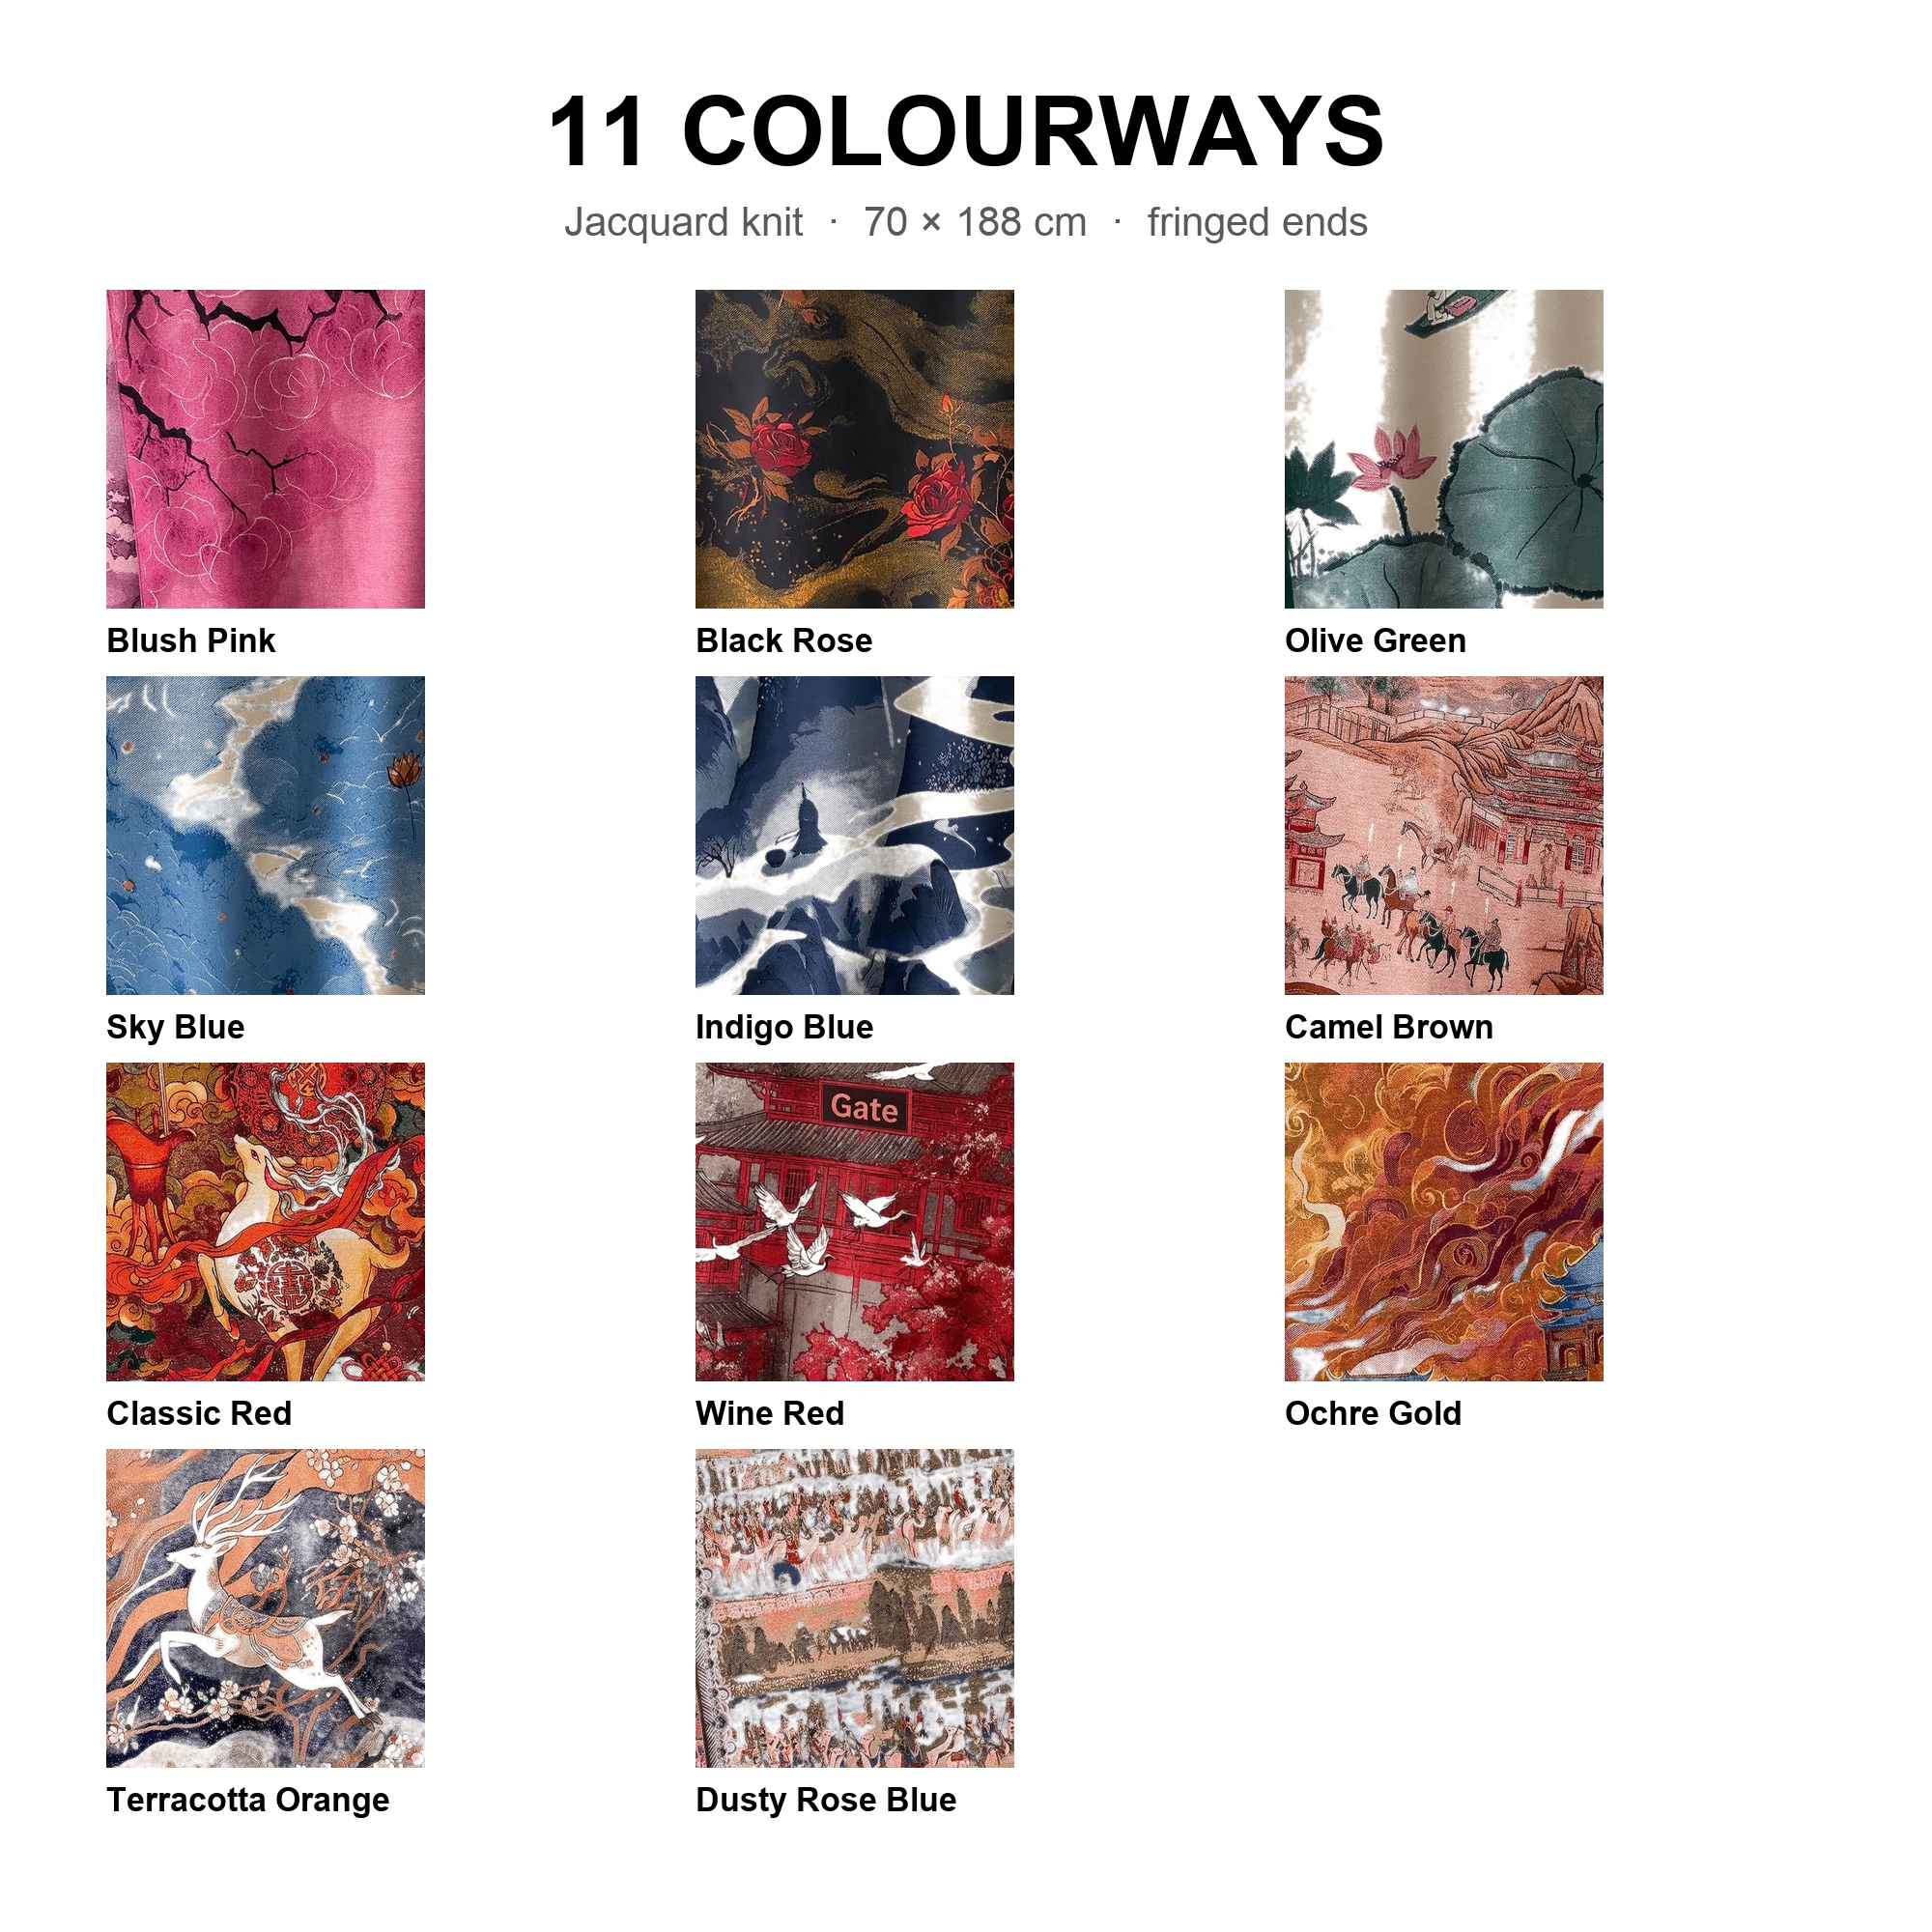 11 COLOURWAYS
Jacquard knit · 70 × 188 cm · fringed ends
Blush Pink
Black Rose
Olive Green
Sky Blue
Indigo Blue
Camel Brown
Gate
Classic Red
Wine Red
Ochre Gold
Terracotta Orange
Dusty Rose Blue